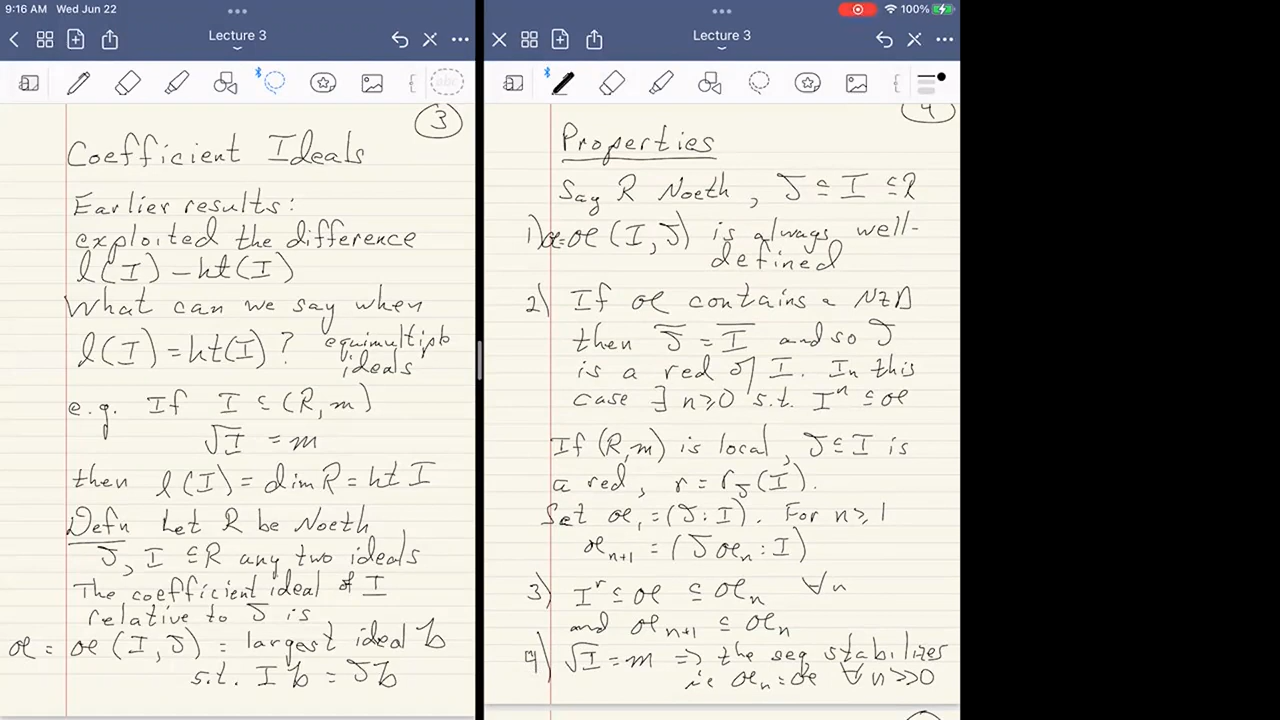 9:16 AM Wed Jun 22
100%
Lecture 3
Lecture 3
abc
3
Coefficient Ideals
Earlier results:
exploited the difference
l(I) – ht(I)
What can we say when
l(I) = ht(I)? equimultiple
ideals
e.g. If I ⊆ (R, m)
√I = m
then l(I) = dim R = ht I
Defn Let R be Noeth
J, I ⊆ R any two ideals
The coefficient ideal of I
relative to J is
𝔞 = 𝔞(I, J) = largest ideal 𝔟
s.t. I𝔟 = J𝔟
4
Properties
Say R Noeth, J ⊆ I ⊆ R
1) 𝔞 = 𝔞(I, J) is always well-
defined
2) If 𝔞 contains a NZD
then J̅ = I̅ and so J
is a red of I. In this
case ∃ n ≥ 0 s.t. Iⁿ ⊆ 𝔞
If (R, m) is local, J ⊆ I is
a red, r = r_J(I).
Set 𝔞₁ = (J : I). For n ≥ 1
𝔞ₙ₊₁ = (J𝔞ₙ : I)
3) Iʳ ⊆ 𝔞 ⊆ 𝔞ₙ ∀n
and 𝔞ₙ₊₁ ⊆ 𝔞ₙ
4) √I = m ⇒ the seq stabilizes
ie 𝔞ₙ = 𝔞 ∀ n >> 0